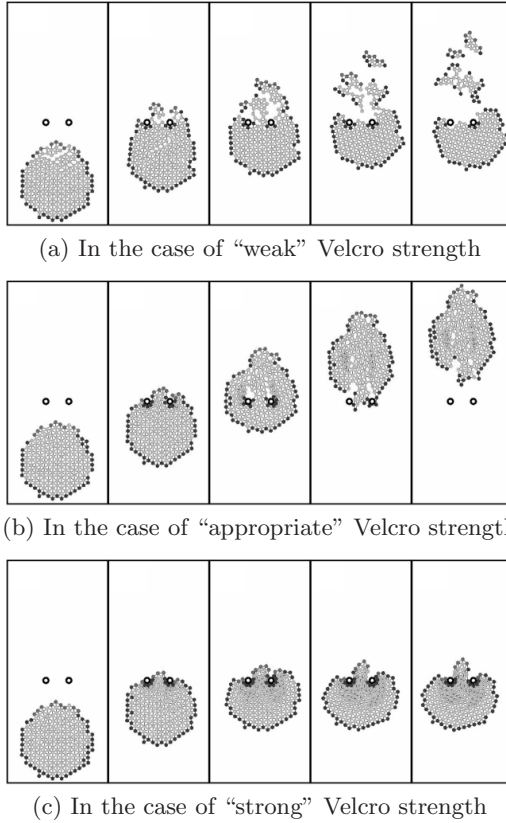 (a) In the case of “weak” Velcro strength
(b) In the case of “appropriate” Velcro strength
(c) In the case of “strong” Velcro strength